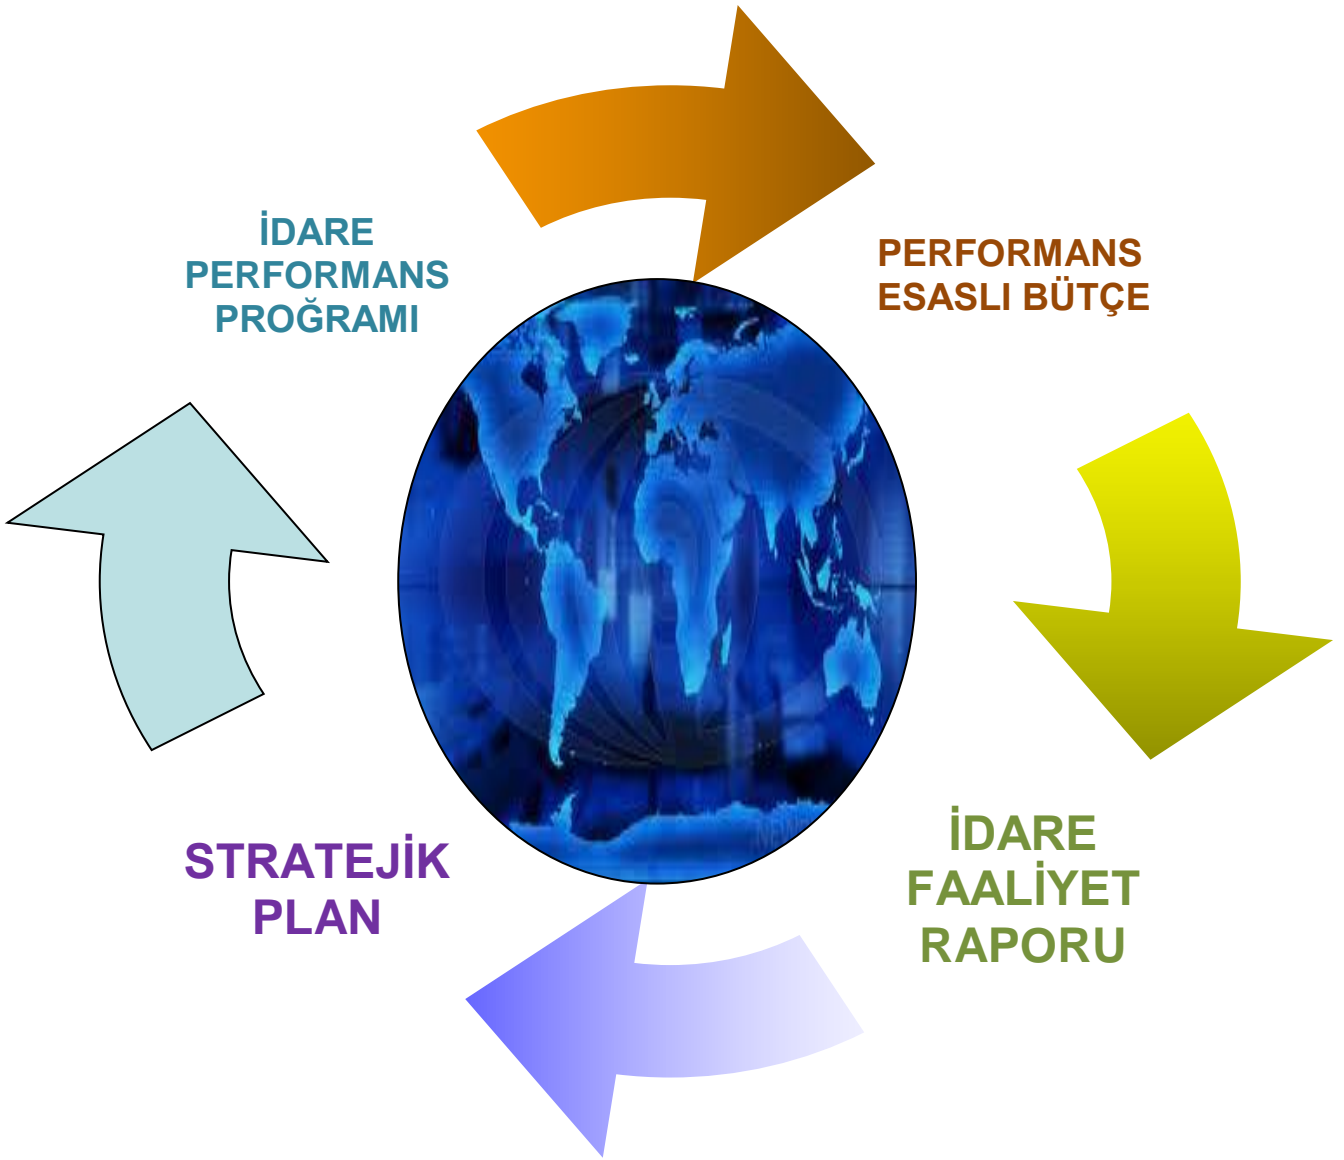 İDARE
PERFORMANS
PROĞRAMI
PERFORMANS
ESASLI BÜTÇE
STRATEJİK
PLAN
İDARE
FAALİYET
RAPORU